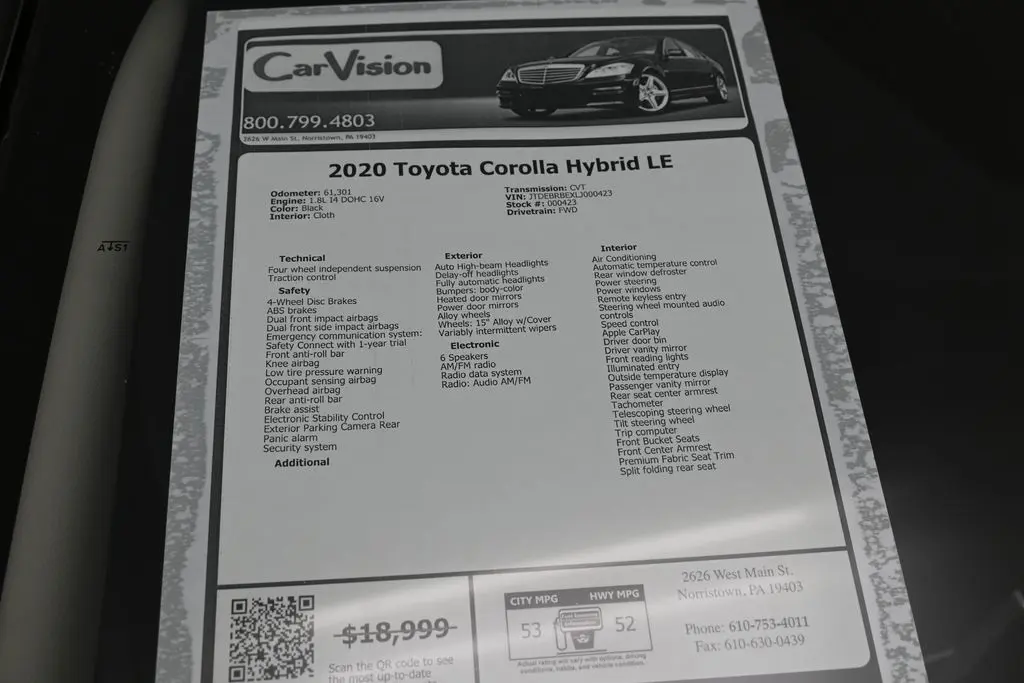 CarVision
800.799.4803
2626 W Main St. Norristown, PA 19403
2020 Toyota Corolla Hybrid LE
Odometer: 61,301
Engine: 1.8L I4 DOHC 16V
Color: Black
Interior: Cloth
Transmission: CVT
VIN: JTDEBRBEXLJ000423
Stock #: 000423
Drivetrain: FWD
Technical
Four wheel independent suspension
Traction control
Safety
4-Wheel Disc Brakes
ABS brakes
Dual front impact airbags
Dual front side impact airbags
Emergency communication system:
Safety Connect with 1-year trial
Front anti-roll bar
Knee airbag
Low tire pressure warning
Occupant sensing airbag
Overhead airbag
Rear anti-roll bar
Brake assist
Electronic Stability Control
Exterior Parking Camera Rear
Panic alarm
Security system
Additional
Exterior
Auto High-beam Headlights
Delay-off headlights
Fully automatic headlights
Bumpers: body-color
Heated door mirrors
Power door mirrors
Alloy wheels
Wheels: 15" Alloy w/Cover
Variably intermittent wipers
Electronic
6 Speakers
AM/FM radio
Radio data system
Radio: Audio AM/FM
Interior
Air Conditioning
Automatic temperature control
Rear window defroster
Power steering
Power windows
Remote keyless entry
Steering wheel mounted audio
controls
Speed control
Apple CarPlay
Driver door bin
Driver vanity mirror
Front reading lights
Illuminated entry
Outside temperature display
Passenger vanity mirror
Rear seat center armrest
Tachometer
Telescoping steering wheel
Tilt steering wheel
Trip computer
Front Bucket Seats
Front Center Armrest
Premium Fabric Seat Trim
Split folding rear seat
$18,999
Scan the QR code to see
the most up-to-date
CITY MPG
HWY MPG
53
52
Actual rating will vary with options, driving
conditions, habits, and vehicle condition.
2626 West Main St.
Norristown, PA 19403
Phone: 610-753-4011
Fax: 610-630-0439